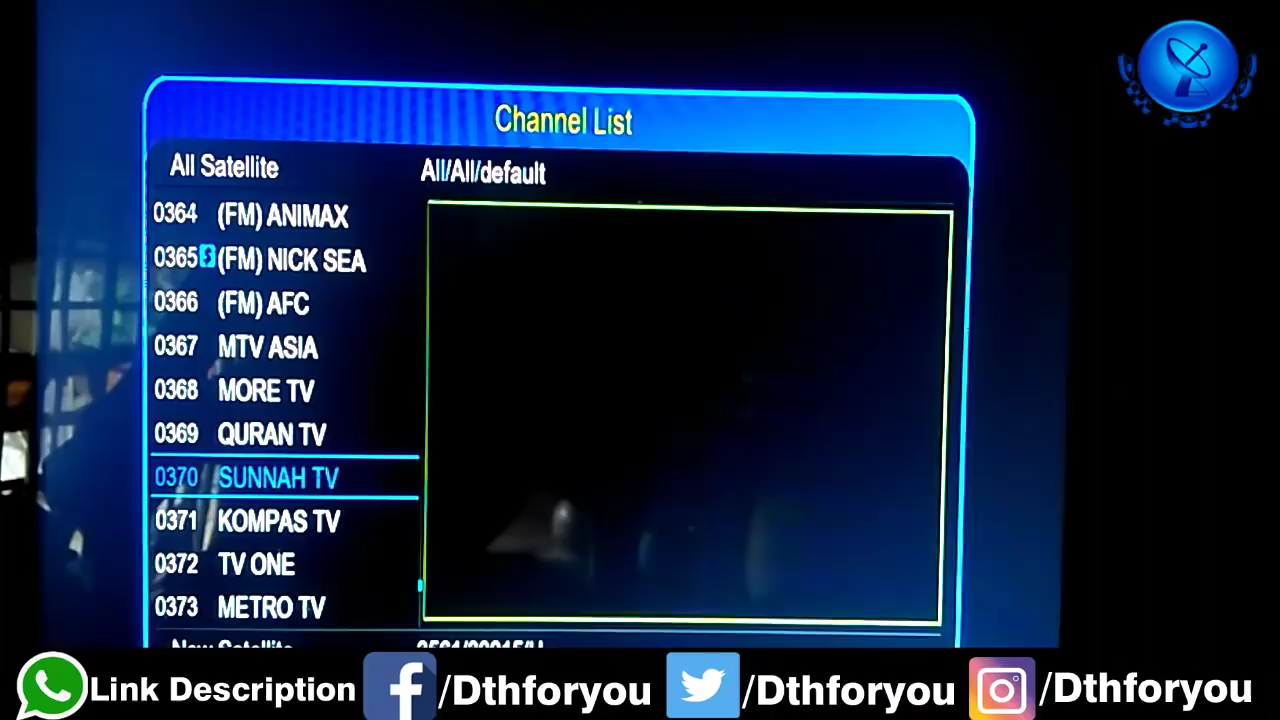 Channel List
All Satellite All/All/default
0364 (FM) ANIMAX
0365 $ (FM) NICK SEA
0366 (FM) AFC
0367 MTV ASIA
0368 MORE TV
0369 QURAN TV
0370 SUNNAH TV
0371 KOMPAS TV
0372 TV ONE
0373 METRO TV
New Satellite
Link Description /Dthforyou /Dthforyou /Dthforyou